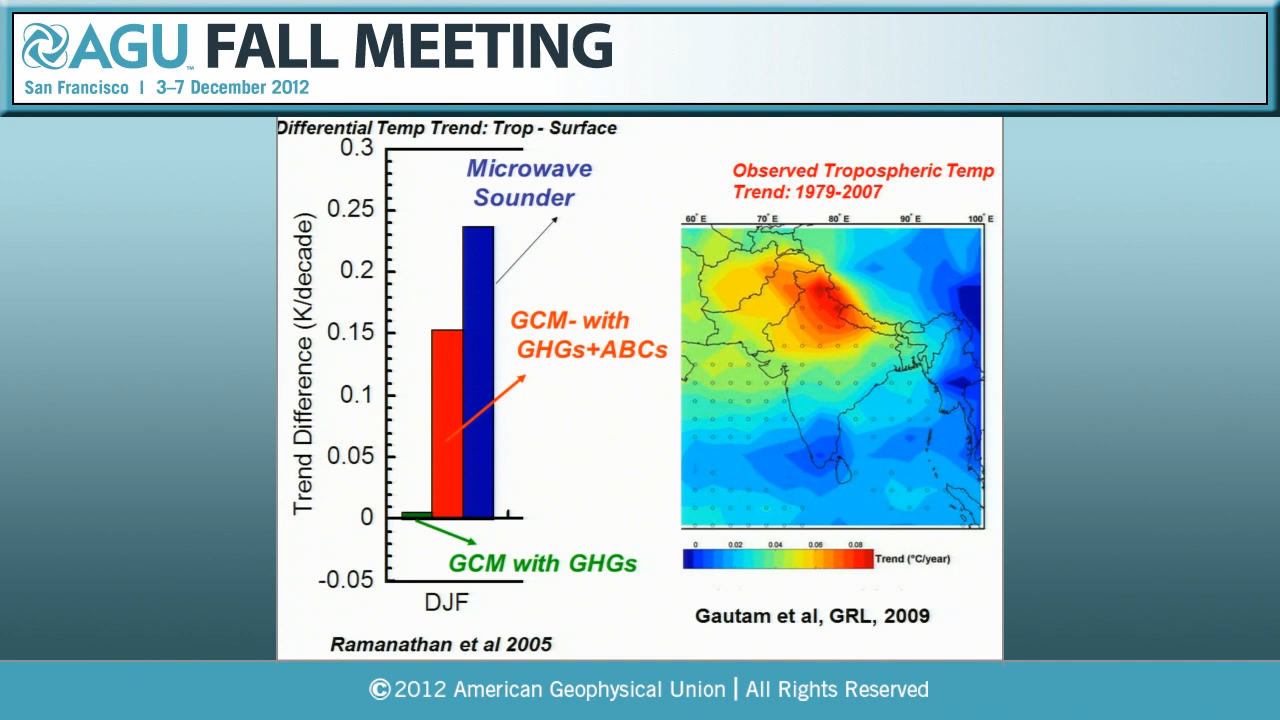 AGU FALL MEETING
San Francisco | 3–7 December 2012
Differential Temp Trend: Trop - Surface
0.3
0.25
0.2
0.15
0.1
0.05
0
-0.05
Trend Difference (K/decade)
DJF
Microwave
Sounder
GCM- with
GHGs+ABCs
GCM with GHGs
Ramanathan et al 2005
Observed Tropospheric Temp
Trend: 1979-2007
60° E 70° E 80° E 90° E 100° E
0 0.02 0.04 0.06 0.08
Trend (°C/year)
Gautam et al, GRL, 2009
© 2012 American Geophysical Union | All Rights Reserved